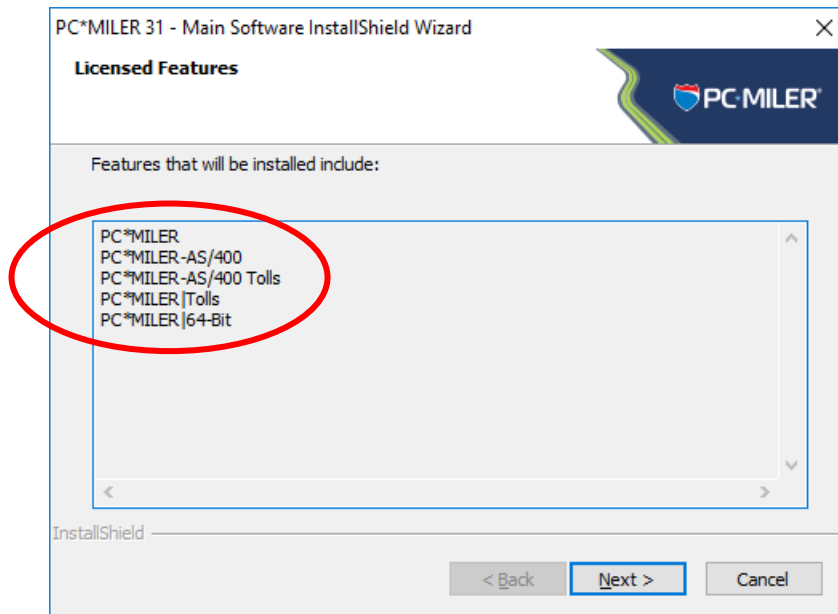 PC*MILER 31 - Main Software InstallShield Wizard
Licensed Features
PC MILER
Features that will be installed include:
PC*MILER
PC*MILER-AS/400
PC*MILER-AS/400 Tolls
PC*MILER|Tolls
PC*MILER|64-Bit
InstallShield
< Back Next > Cancel